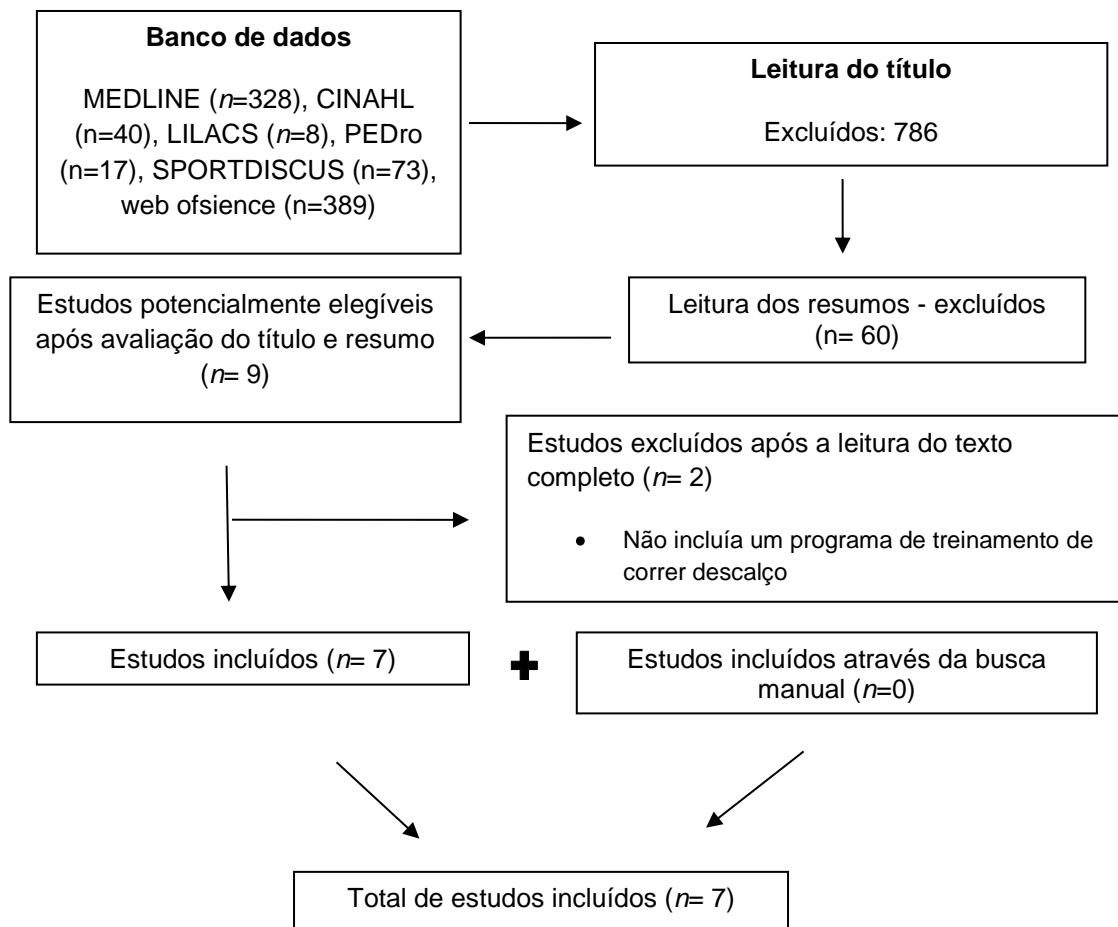 Banco de dados
MEDLINE (n=328), CINAHL
(n=40), LILACS (n=8), PEDro
(n=17), SPORTDISCUS (n=73),
web ofsience (n=389)
Leitura do título
Excluídos: 786
Leitura dos resumos - excluídos
(n= 60)
Estudos potencialmente elegíveis
após avaliação do título e resumo
(n= 9)
Estudos excluídos após a leitura do texto
completo (n= 2)
• Não incluía um programa de treinamento de
correr descalço
Estudos incluídos (n= 7)
Estudos incluídos através da busca
manual (n=0)
Total de estudos incluídos (n= 7)